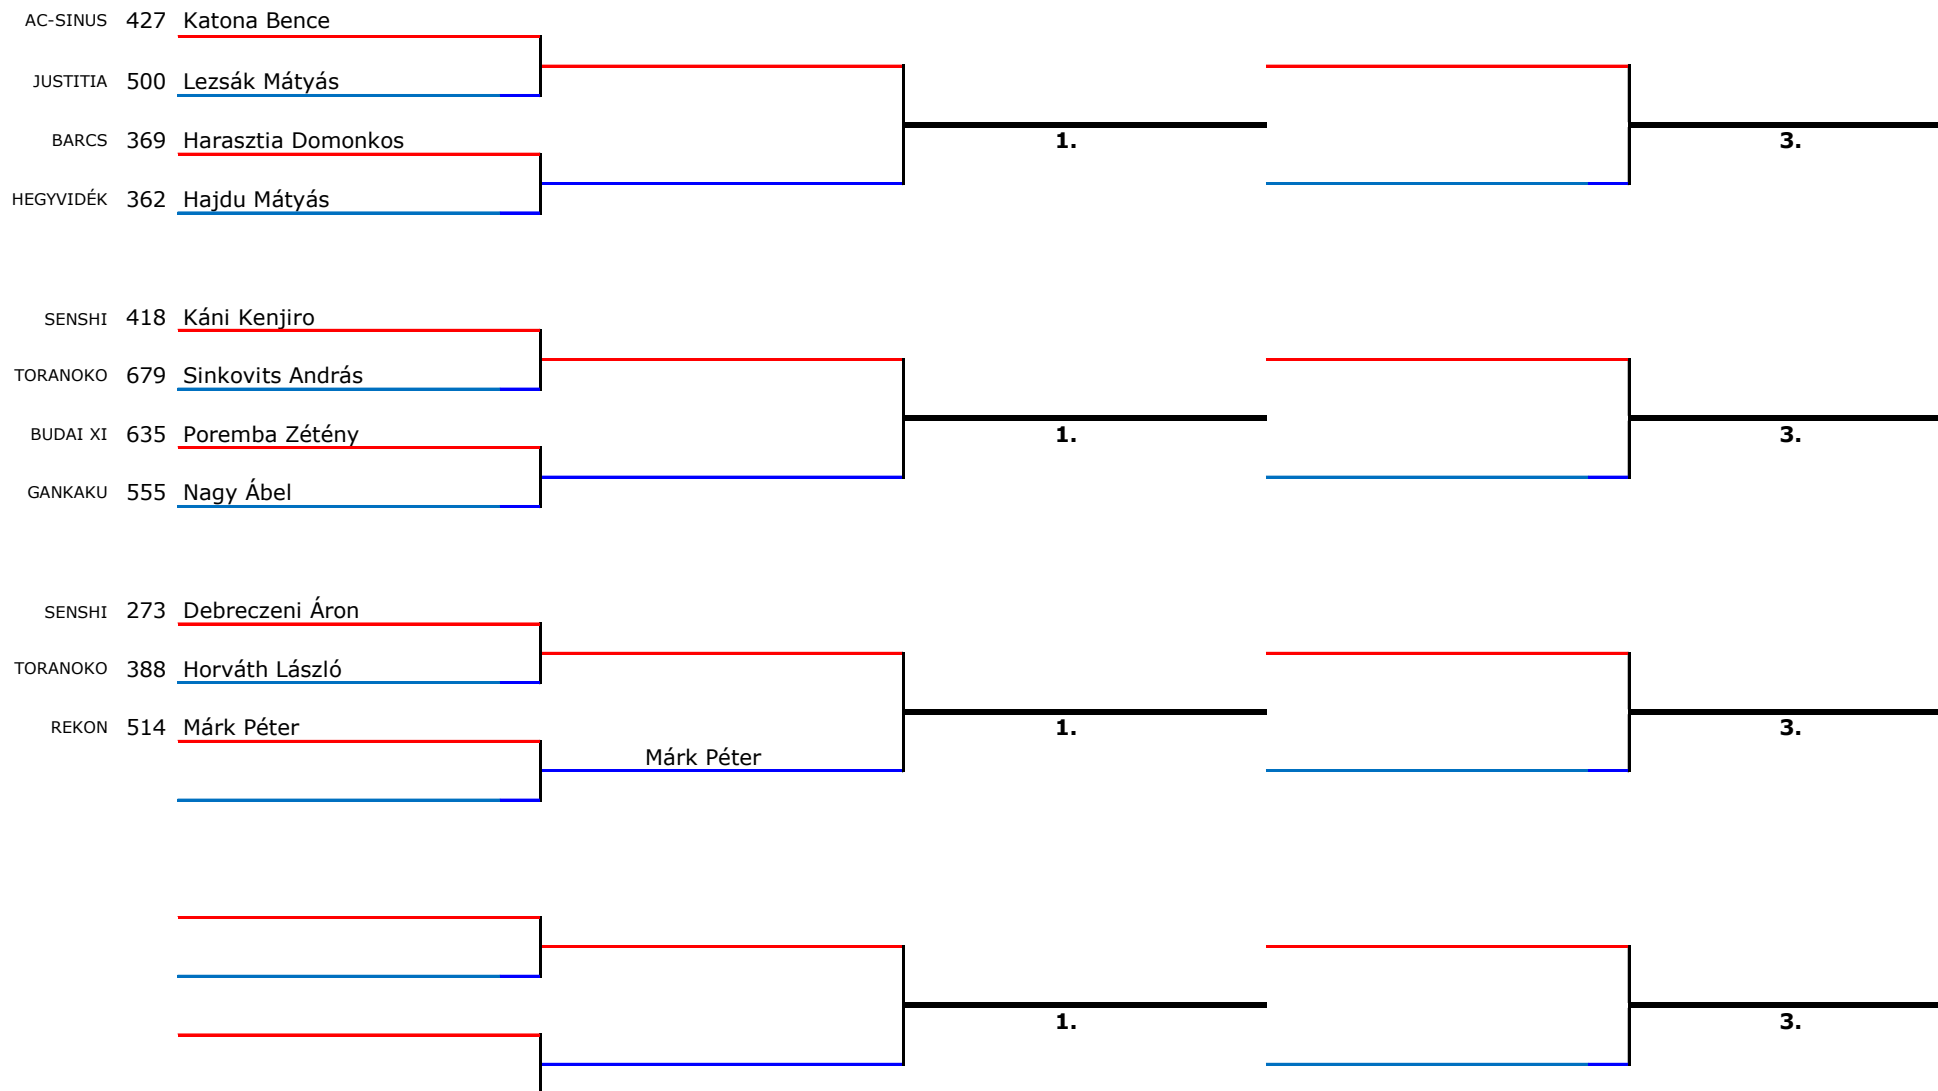 AC-SINUS 427 Katona Bence
JUSTITIA 500 Lezsák Mátyás
1.
3.
BARCS 369 Harasztia Domonkos
HEGYVIDÉK 362 Hajdu Mátyás
SENSHI 418 Káni Kenjiro
TORANOKO 679 Sinkovits András
BUDAI XI 635 Poremba Zétény
1.
3.
GANKAKU 555 Nagy Ábel
SENSHI 273 Debreczeni Áron
TORANOKO 388 Horváth László
REKON 514 Márk Péter
1.
3.
Márk Péter
1.
3.